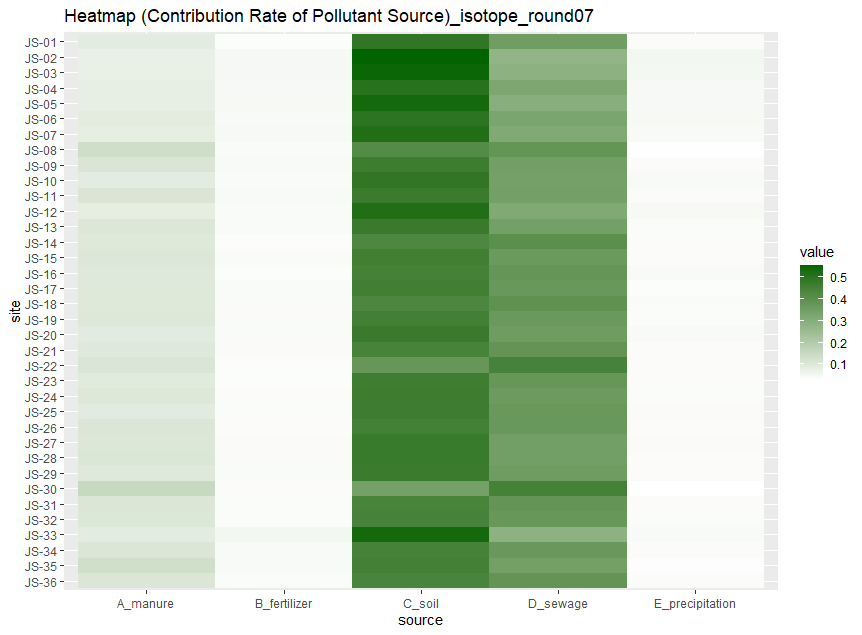 Heatmap (Contribution Rate of Pollutant Source)_isotope_round07
site
JS-01
JS-02
JS-03
JS-04
JS-05
JS-06
JS-07
JS-08
JS-09
JS-10
JS-11
JS-12
JS-13
JS-14
JS-15
JS-16
JS-17
JS-18
JS-19
JS-20
JS-21
JS-22
JS-23
JS-24
JS-25
JS-26
JS-27
JS-28
JS-29
JS-30
JS-31
JS-32
JS-33
JS-34
JS-35
JS-36
A_manure B_fertilizer C_soil D_sewage E_precipitation
source
value
0.5
0.4
0.3
0.2
0.1